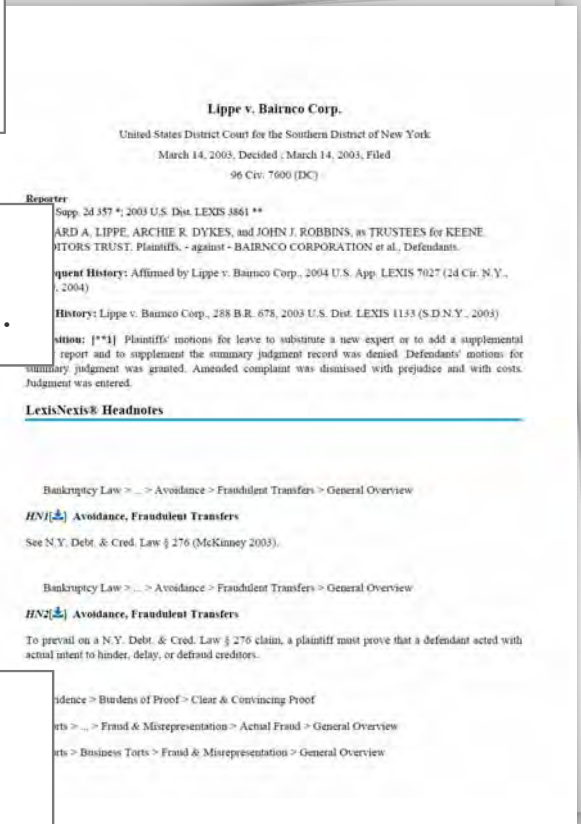 Lippe v. Bairnco Corp.
United States District Court for the Southern District of New York
March 14, 2003, Decided ; March 14, 2003, Filed
96 Civ. 7600 (DC)
Reporter
Supp. 2d 357 *; 2003 U.S. Dist. LEXIS 3861 **
ARD A. LIPPE, ARCHIE R. DYKES, and JOHN J. ROBBINS, as TRUSTEES for KEENE
ITORS TRUST, Plaintiffs, - against - BAIRNCO CORPORATION et al., Defendants.
quent History: Affirmed by Lippe v. Bairnco Corp., 2004 U.S. App. LEXIS 7027 (2d Cir. N.Y.,
, 2004)
History: Lippe v. Bairnco Corp., 288 B.R. 678, 2003 U.S. Dist. LEXIS 1133 (S.D.N.Y., 2003)
sition: [**1] Plaintiffs' motions for leave to substitute a new expert or to add a supplemental
report and to supplement the summary judgment record was denied. Defendants' motions for
summary judgment was granted. Amended complaint was dismissed with prejudice and with costs.
Judgment was entered.
LexisNexis® Headnotes
Bankruptcy Law > ... > Avoidance > Fraudulent Transfers > General Overview
HN1[] Avoidance, Fraudulent Transfers
See N.Y. Debt. & Cred. Law § 276 (McKinney 2003).
Bankruptcy Law > ... > Avoidance > Fraudulent Transfers > General Overview
HN2[] Avoidance, Fraudulent Transfers
To prevail on a N.Y. Debt. & Cred. Law § 276 claim, a plaintiff must prove that a defendant acted with
actual intent to hinder, delay, or defraud creditors.
idence > Burdens of Proof > Clear & Convincing Proof
rts > ... > Fraud & Misrepresentation > Actual Fraud > General Overview
rts > Business Torts > Fraud & Misrepresentation > General Overview